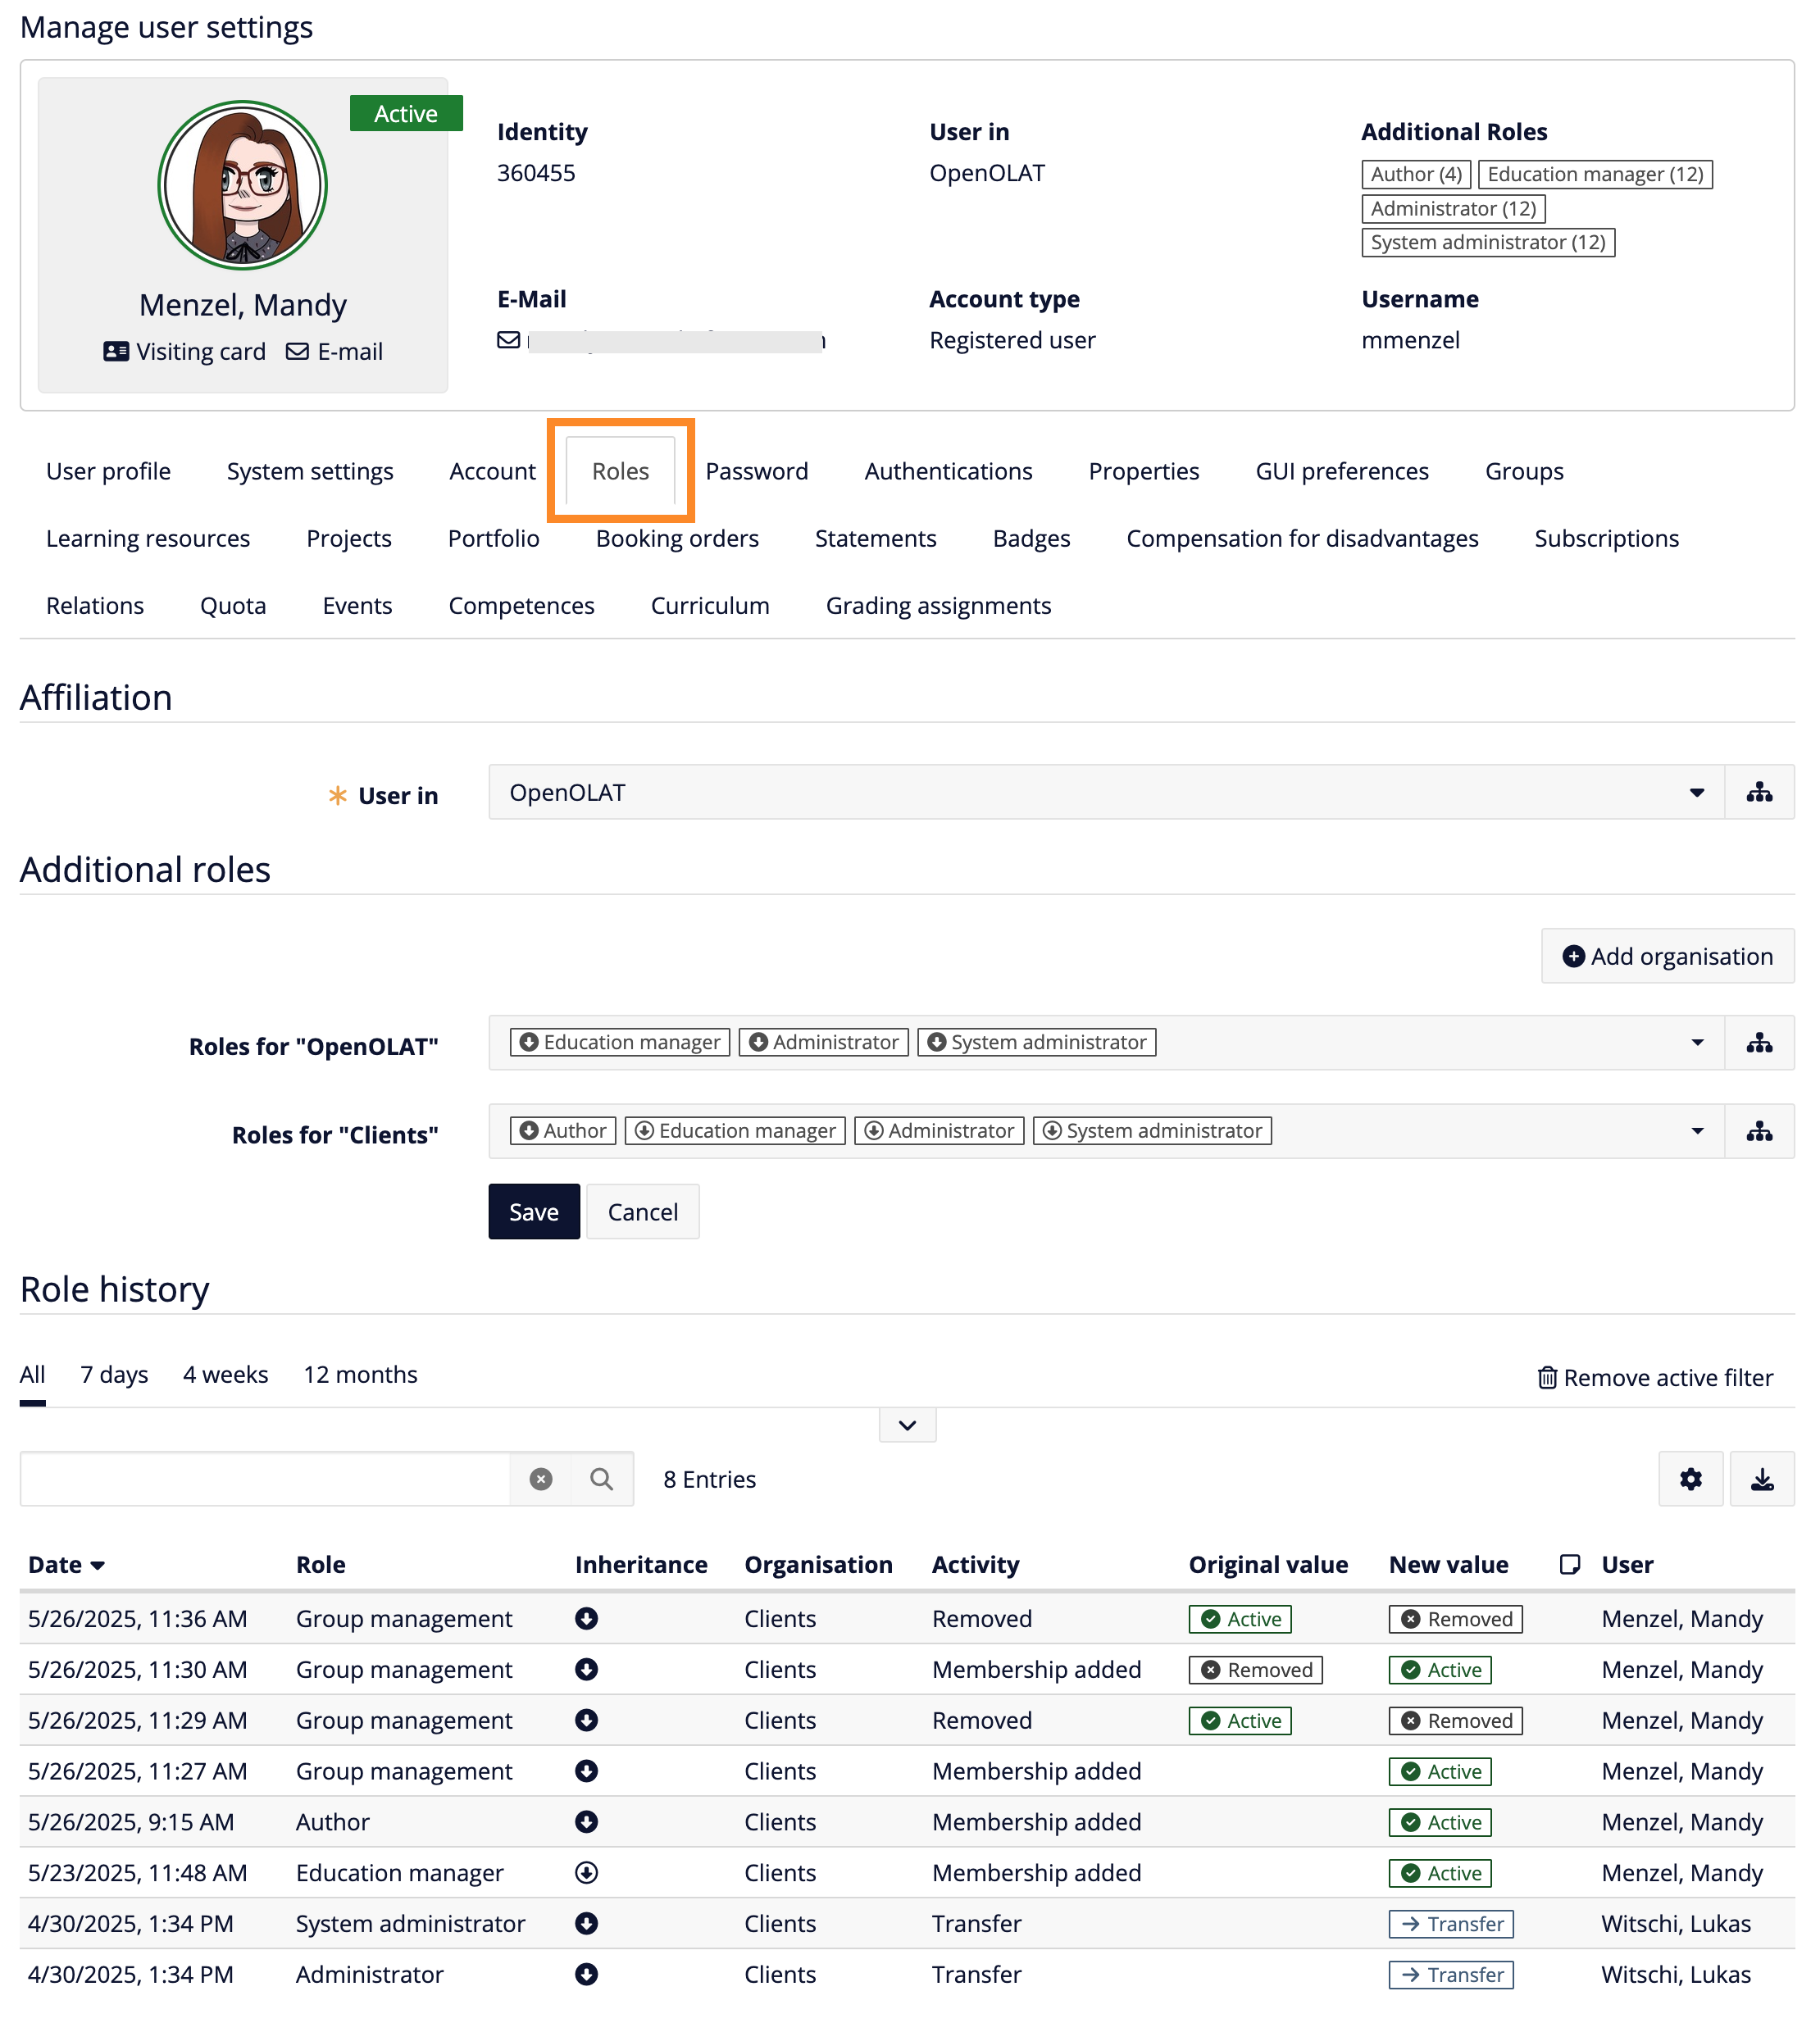 Manage user settings
Active
Menzel, Mandy
Visiting card E-mail
Identity
360455
User in
OpenOLAT
Additional Roles
Author (4) Education manager (12)
Administrator (12)
System administrator (12)
E-Mail
Account type
Registered user
Username
mmenzel
User profile System settings Account Roles Password Authentications Properties GUI preferences Groups
Learning resources Projects Portfolio Booking orders Statements Badges Compensation for disadvantages Subscriptions
Relations Quota Events Competences Curriculum Grading assignments
Affiliation
User in OpenOLAT
Additional roles
Add organisation
Roles for "OpenOLAT" Education manager Administrator System administrator
Roles for "Clients" Author Education manager Administrator System administrator
Save Cancel
Role history
All 7 days 4 weeks 12 months Remove active filter
8 Entries
Date Role Inheritance Organisation Activity Original value New value User
5/26/2025, 11:36 AM Group management Clients Removed Active Removed Menzel, Mandy
5/26/2025, 11:30 AM Group management Clients Membership added Removed Active Menzel, Mandy
5/26/2025, 11:29 AM Group management Clients Removed Active Removed Menzel, Mandy
5/26/2025, 11:27 AM Group management Clients Membership added Active Menzel, Mandy
5/26/2025, 9:15 AM Author Clients Membership added Active Menzel, Mandy
5/23/2025, 11:48 AM Education manager Clients Membership added Active Menzel, Mandy
4/30/2025, 1:34 PM System administrator Clients Transfer Transfer Witschi, Lukas
4/30/2025, 1:34 PM Administrator Clients Transfer Transfer Witschi, Lukas